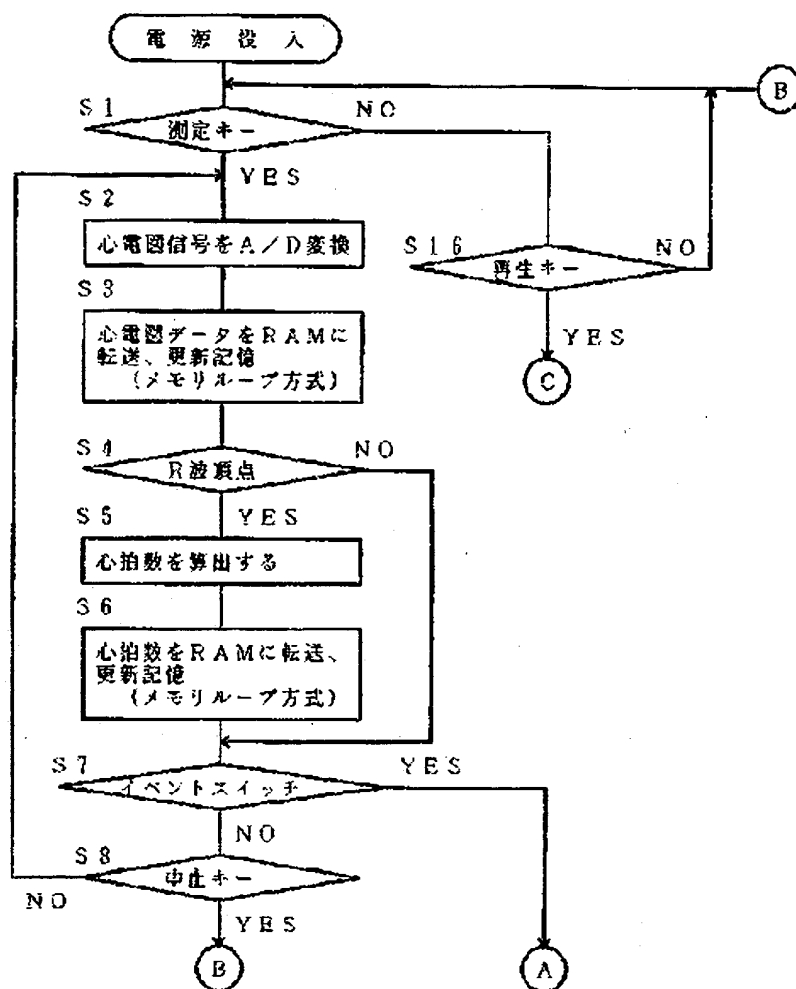 電源投入
B
S1
NO
測定キー
YES
S2
心電図信号をA/D変換
S16
NO
再生キー
S3
YES
心電図データをRAMに
転送、更新記憶
(メモリループ方式)
C
S4
NO
R波頂点
S5
YES
心拍数を算出する
S6
心拍数をRAMに転送、
更新記憶
(メモリループ方式)
S7
YES
イベントスイッチ
NO
S8
中止キー
NO
YES
B
A